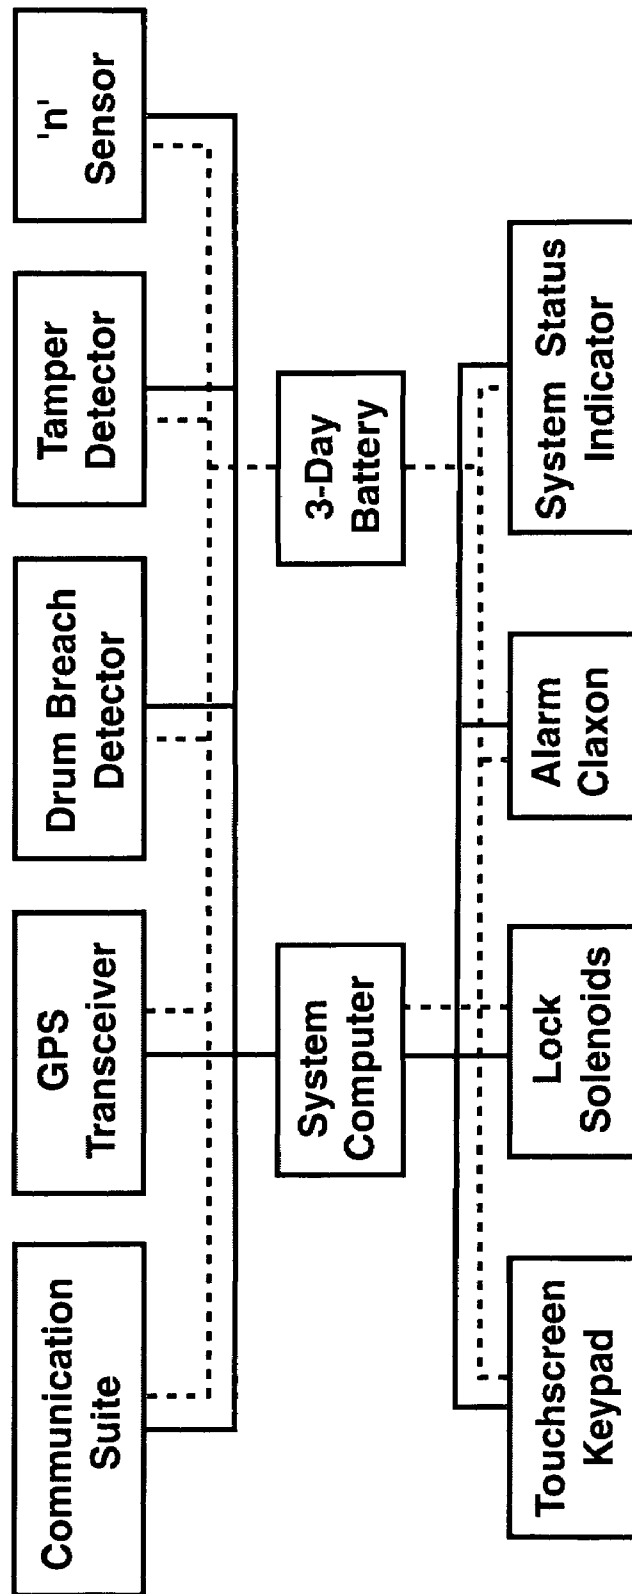 Communication
Suite
GPS
Transceiver
Drum Breach
Detector
Tamper
Detector
'n'
Sensor
System
Computer
3-Day
Battery
Touchscreen
Keypad
Lock
Solenoids
Alarm
Claxon
System Status
Indicator